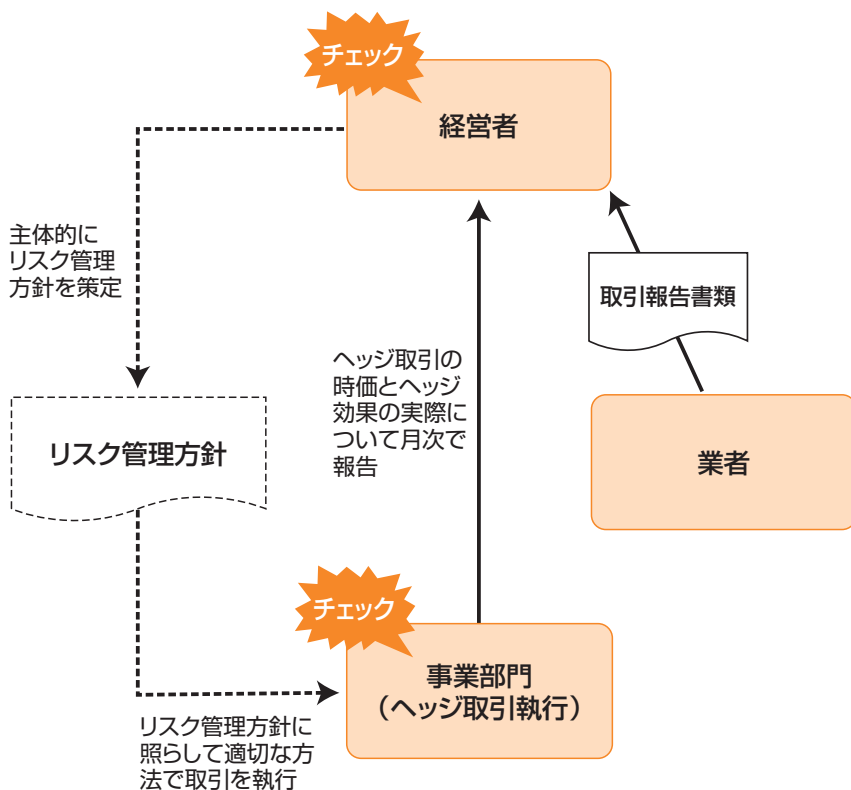 チェック
経営者
主体的に
リスク管理
方針を策定
取引報告書類
ヘッジ取引の
時価とヘッジ
効果の実際に
ついて月次で
報告
リスク管理方針
業者
チェック
事業部門
（ヘッジ取引執行）
リスク管理方針に
照らして適切な方
法で取引を執行